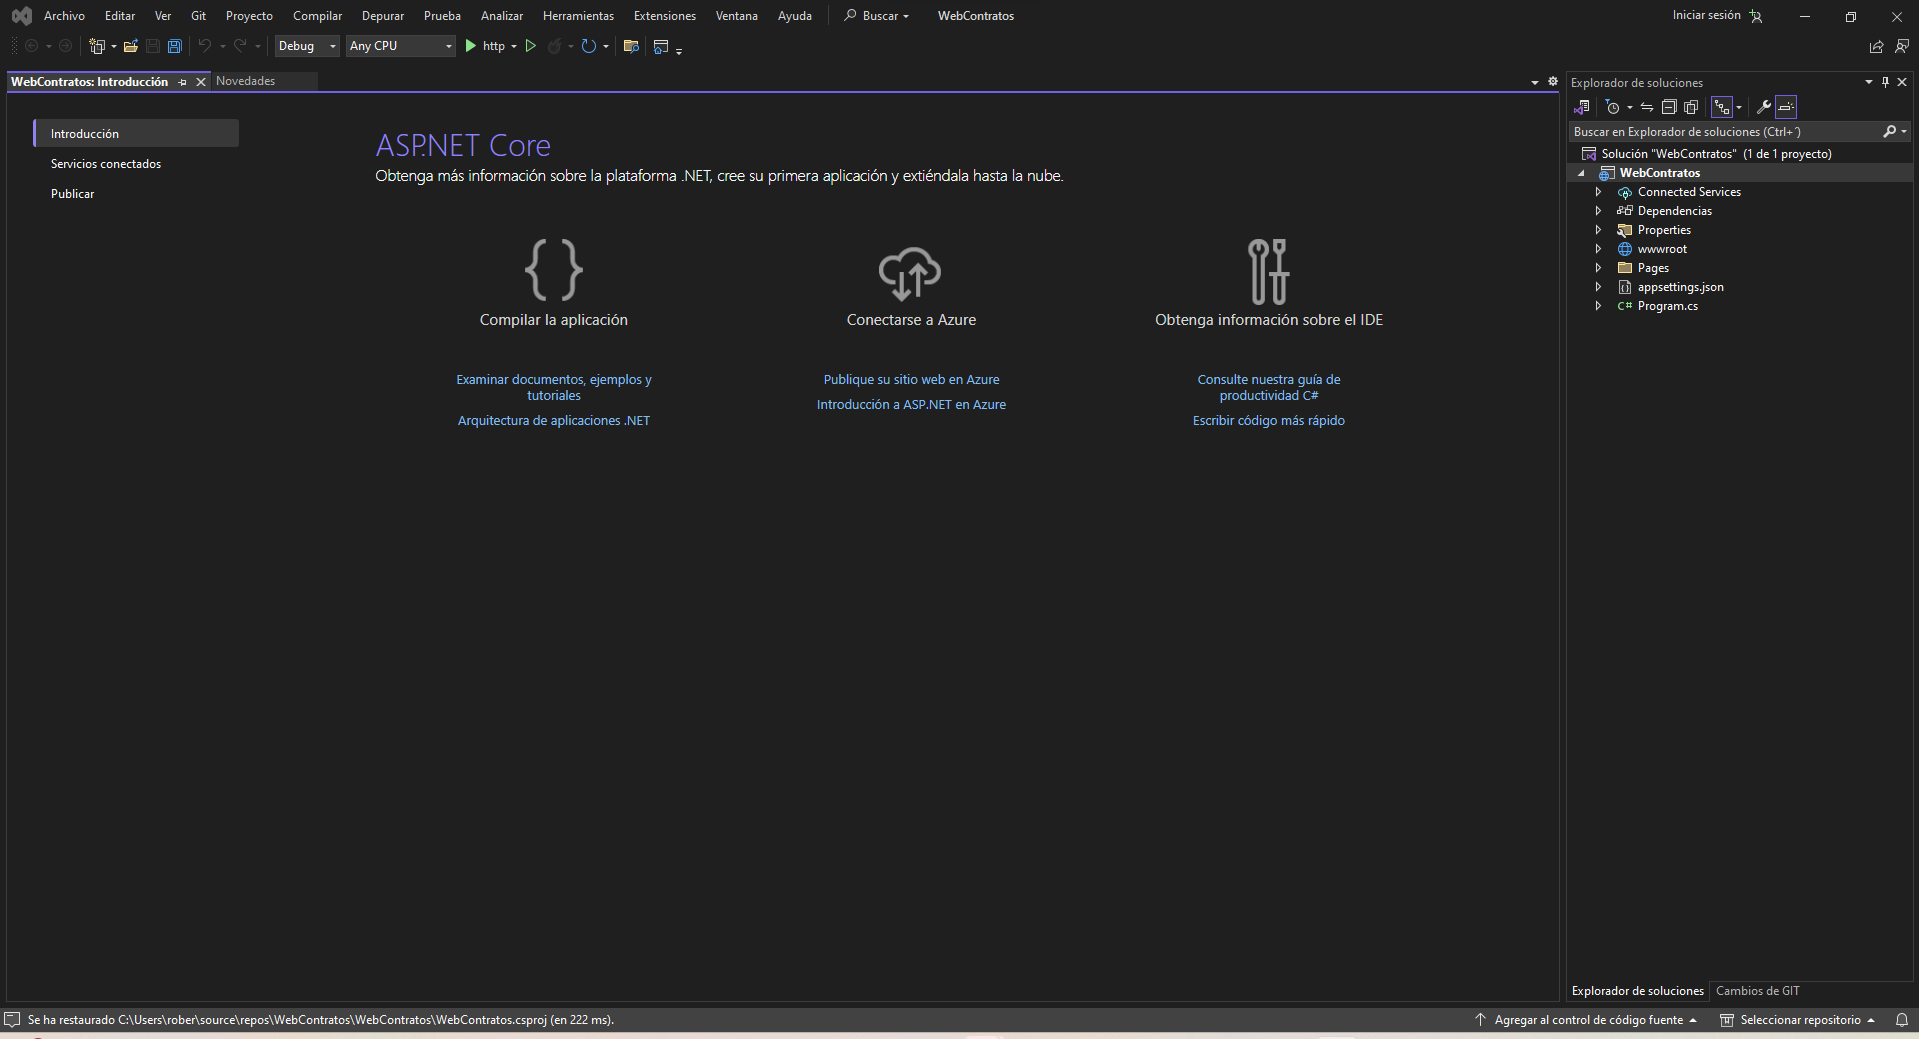 Archivo Editar Ver Git Proyecto Compilar Depurar Prueba Analizar Herramientas Extensiones Ventana Ayuda Buscar WebContratos Iniciar sesión
Debug Any CPU http
WebContratos: Introducción Novedades
Introducción
Servicios conectados
Publicar
ASP.NET Core
Obtenga más información sobre la plataforma .NET, cree su primera aplicación y extiéndala hasta la nube.
Compilar la aplicación
Examinar documentos, ejemplos y
tutoriales
Arquitectura de aplicaciones .NET
Conectarse a Azure
Publique su sitio web en Azure
Introducción a ASP.NET en Azure
Obtenga información sobre el IDE
Consulte nuestra guía de
productividad C#
Escribir código más rápido
Explorador de soluciones
Buscar en Explorador de soluciones (Ctrl+´)
Solución "WebContratos" (1 de 1 proyecto)
WebContratos
Connected Services
Dependencias
Properties
wwwroot
Pages
appsettings.json
C# Program.cs
Explorador de soluciones Cambios de GIT
Se ha restaurado C:\Users\rober\source\repos\WebContratos\WebContratos\WebContratos.csproj (en 222 ms).
Agregar al control de código fuente Seleccionar repositorio